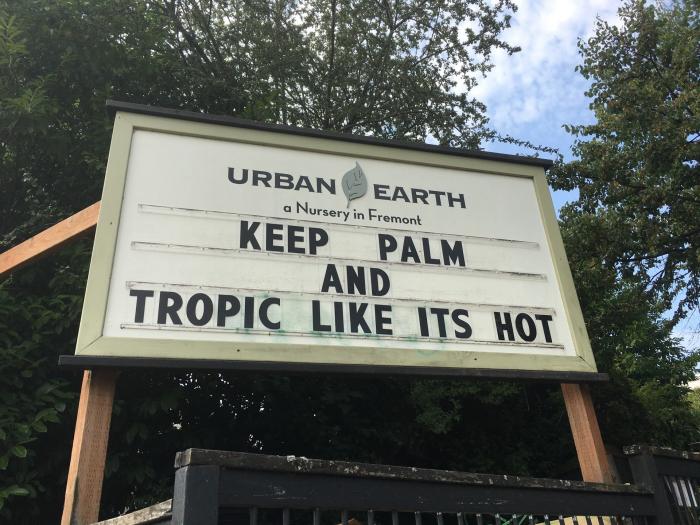 URBAN EARTH
a Nursery in Fremont
KEEP PALM
AND
TROPIC LIKE ITS HOT